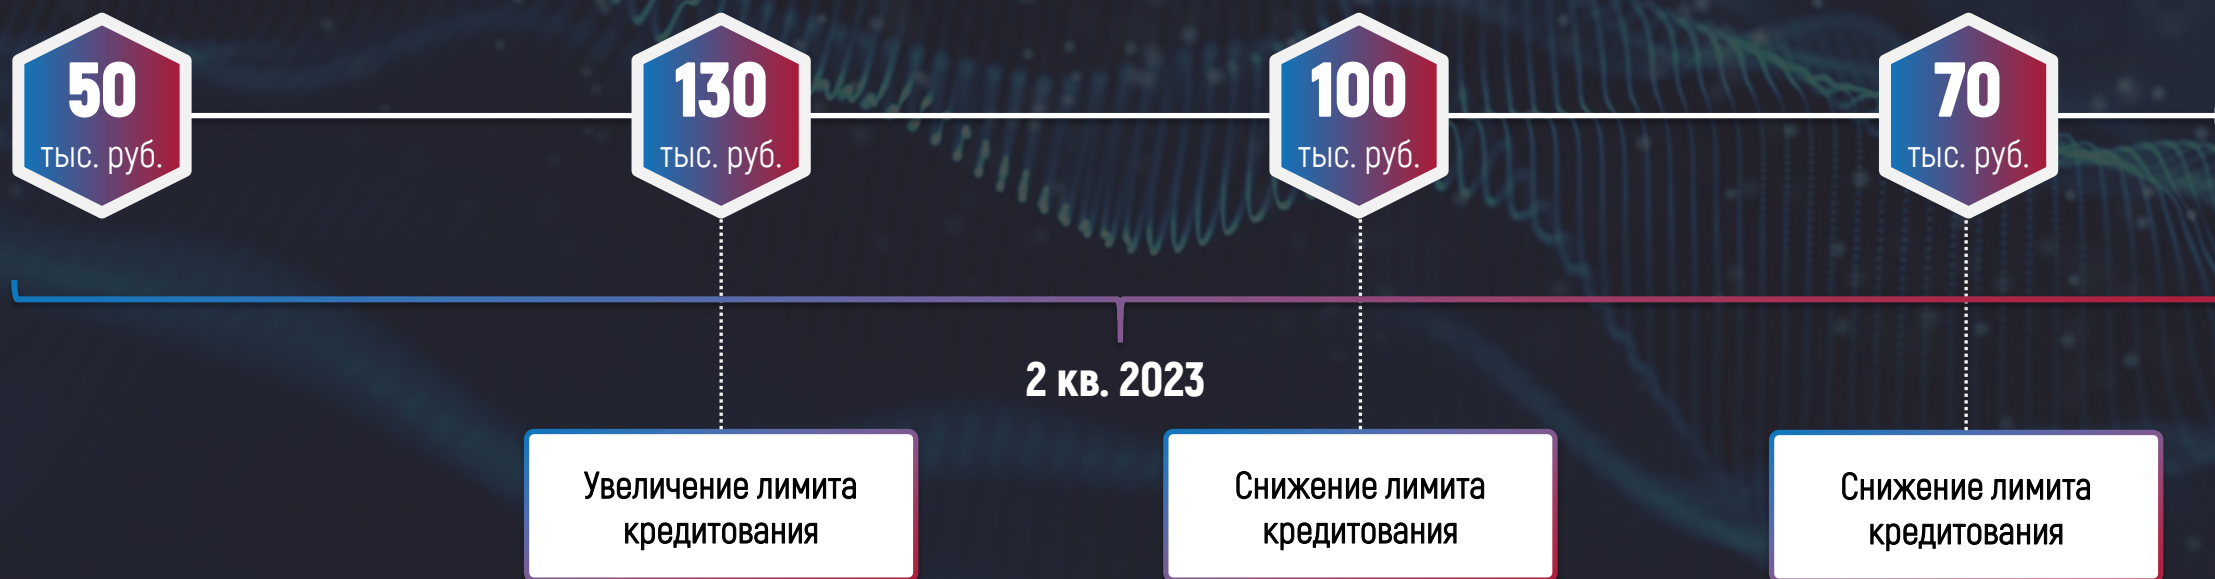 50
тыс. руб.
130
тыс. руб.
100
тыс. руб.
70
тыс. руб.
2 кв. 2023
Увеличение лимита
кредитования
Снижение лимита
кредитования
Снижение лимита
кредитования